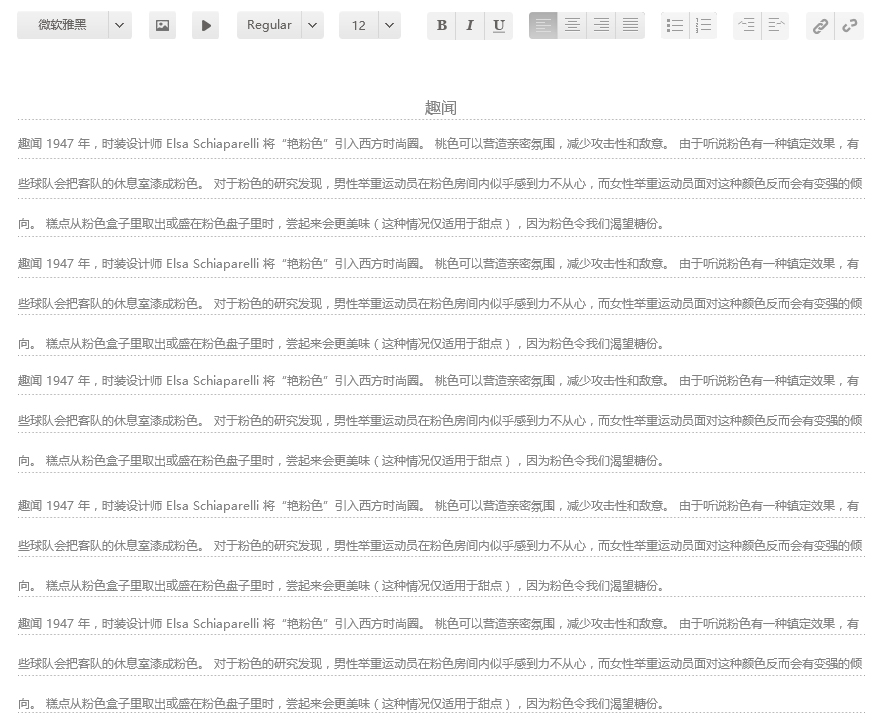 微软雅黑 Regular 12 B I U
趣闻
趣闻 1947 年，时装设计师 Elsa Schiaparelli 将“艳粉色”引入西方时尚圈。 桃色可以营造亲密氛围，减少攻击性和敌意。 由于听说粉色有一种镇定效果，有
些球队会把客队的休息室漆成粉色。 对于粉色的研究发现，男性举重运动员在粉色房间内似乎感到力不从心，而女性举重运动员面对这种颜色反而会有变强的倾
向。 糕点从粉色盒子里取出或盛在粉色盘子里时，尝起来会更美味（这种情况仅适用于甜点），因为粉色令我们渴望糖份。
趣闻 1947 年，时装设计师 Elsa Schiaparelli 将“艳粉色”引入西方时尚圈。 桃色可以营造亲密氛围，减少攻击性和敌意。 由于听说粉色有一种镇定效果，有
些球队会把客队的休息室漆成粉色。 对于粉色的研究发现，男性举重运动员在粉色房间内似乎感到力不从心，而女性举重运动员面对这种颜色反而会有变强的倾
向。 糕点从粉色盒子里取出或盛在粉色盘子里时，尝起来会更美味（这种情况仅适用于甜点），因为粉色令我们渴望糖份。
趣闻 1947 年，时装设计师 Elsa Schiaparelli 将“艳粉色”引入西方时尚圈。 桃色可以营造亲密氛围，减少攻击性和敌意。 由于听说粉色有一种镇定效果，有
些球队会把客队的休息室漆成粉色。 对于粉色的研究发现，男性举重运动员在粉色房间内似乎感到力不从心，而女性举重运动员面对这种颜色反而会有变强的倾
向。 糕点从粉色盒子里取出或盛在粉色盘子里时，尝起来会更美味（这种情况仅适用于甜点），因为粉色令我们渴望糖份。
趣闻 1947 年，时装设计师 Elsa Schiaparelli 将“艳粉色”引入西方时尚圈。 桃色可以营造亲密氛围，减少攻击性和敌意。 由于听说粉色有一种镇定效果，有
些球队会把客队的休息室漆成粉色。 对于粉色的研究发现，男性举重运动员在粉色房间内似乎感到力不从心，而女性举重运动员面对这种颜色反而会有变强的倾
向。 糕点从粉色盒子里取出或盛在粉色盘子里时，尝起来会更美味（这种情况仅适用于甜点），因为粉色令我们渴望糖份。
趣闻 1947 年，时装设计师 Elsa Schiaparelli 将“艳粉色”引入西方时尚圈。 桃色可以营造亲密氛围，减少攻击性和敌意。 由于听说粉色有一种镇定效果，有
些球队会把客队的休息室漆成粉色。 对于粉色的研究发现，男性举重运动员在粉色房间内似乎感到力不从心，而女性举重运动员面对这种颜色反而会有变强的倾
向。 糕点从粉色盒子里取出或盛在粉色盘子里时，尝起来会更美味（这种情况仅适用于甜点），因为粉色令我们渴望糖份。